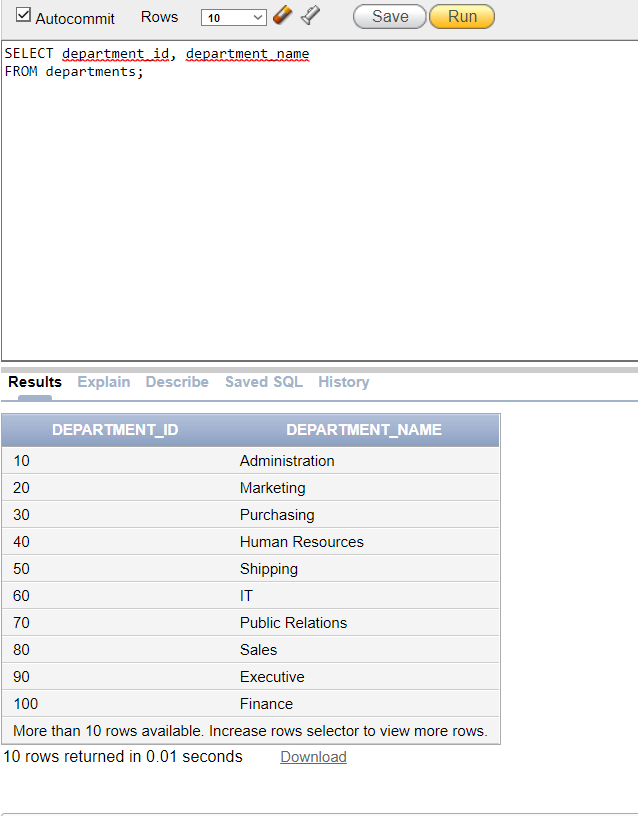 Autocommit Rows 10 Save Run
SELECT department_id, department_name
FROM departments;
Results Explain Describe Saved SQL History
DEPARTMENT_ID DEPARTMENT_NAME
10 Administration
20 Marketing
30 Purchasing
40 Human Resources
50 Shipping
60 IT
70 Public Relations
80 Sales
90 Executive
100 Finance
More than 10 rows available. Increase rows selector to view more rows.
10 rows returned in 0.01 seconds Download